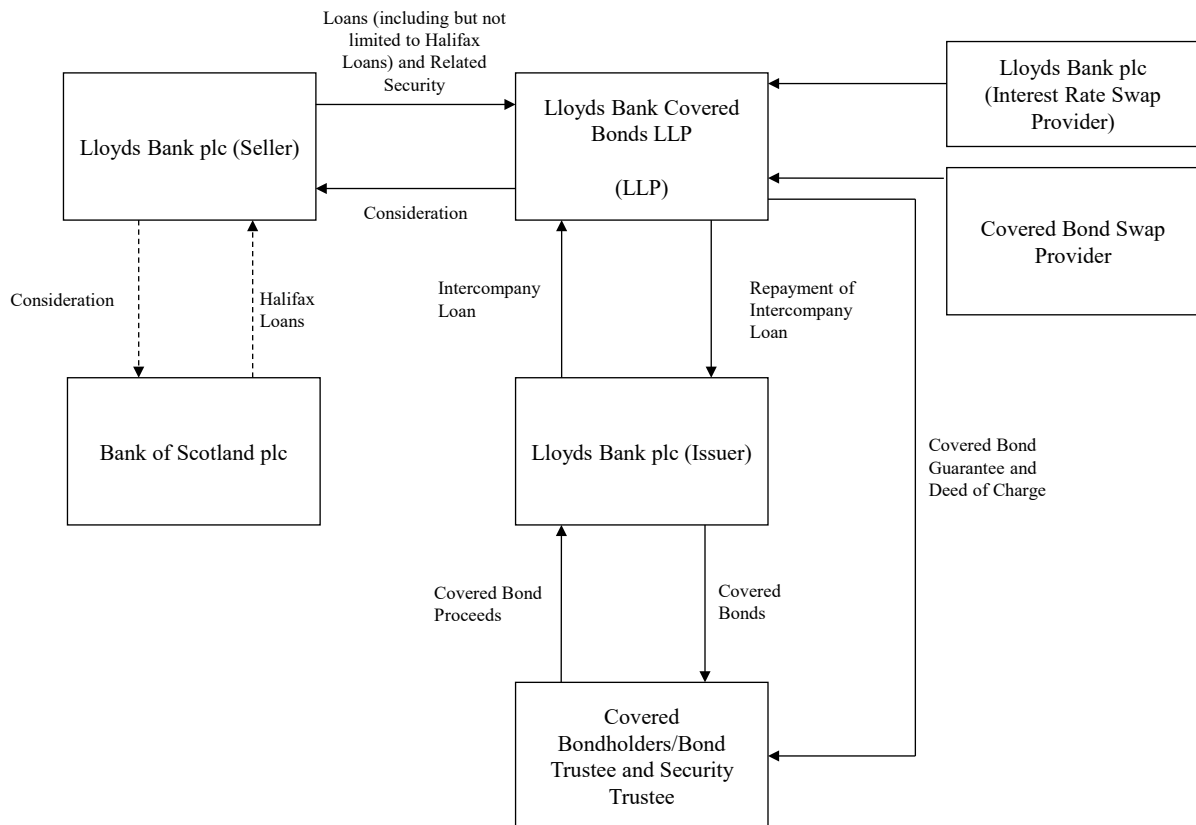 Loans (including but not
limited to Halifax
Loans) and Related
Security
Lloyds Bank plc (Seller)
Lloyds Bank Covered
Bonds LLP
(LLP)
Lloyds Bank plc
(Interest Rate Swap
Provider)
Consideration
Covered Bond Swap
Provider
Consideration
Halifax
Loans
Intercompany
Loan
Repayment of
Intercompany
Loan
Bank of Scotland plc
Lloyds Bank plc (Issuer)
Covered Bond
Guarantee and
Deed of Charge
Covered Bond
Proceeds
Covered
Bonds
Covered
Bondholders/Bond
Trustee and Security
Trustee